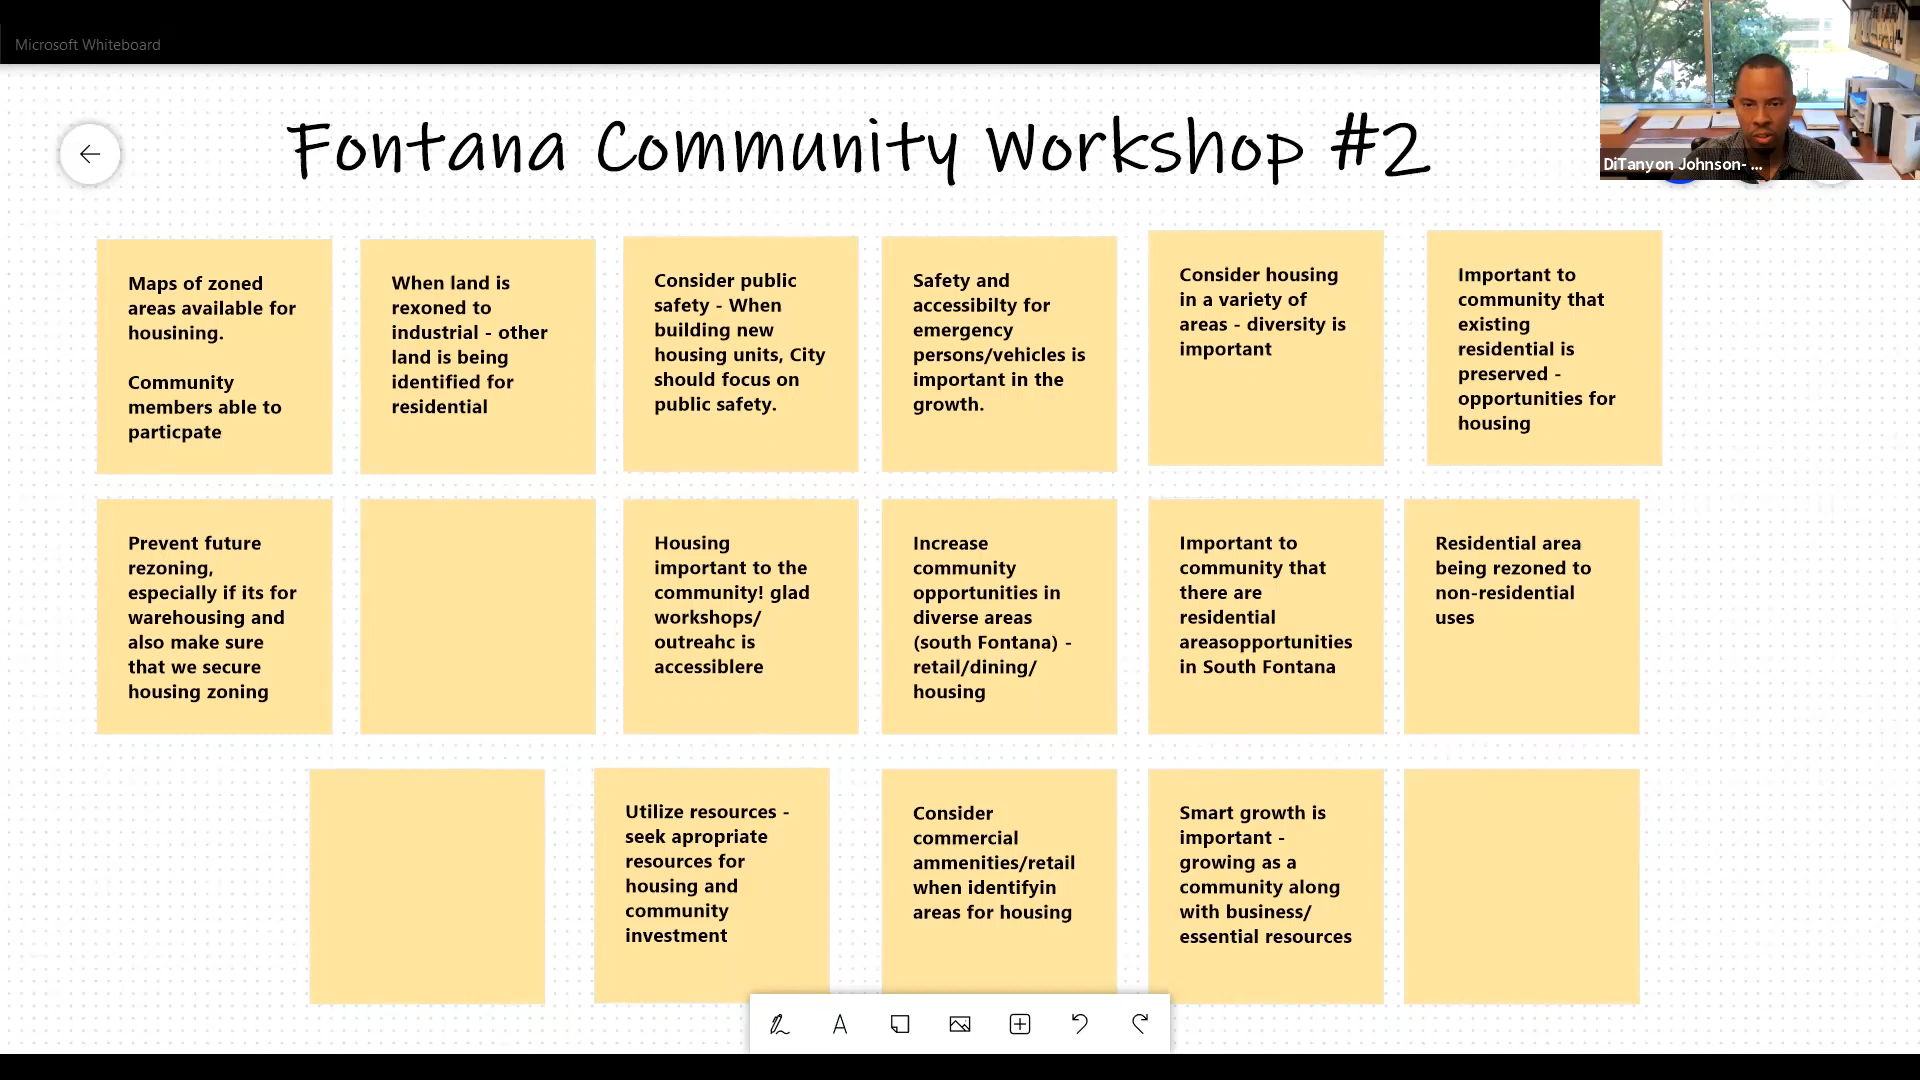 Microsoft Whiteboard
Fontana Community Workshop #2
DiTanyon Johnson- ...
Maps of zoned
areas available for
housining.
Community
members able to
particpate
When land is
rexoned to
industrial - other
land is being
identified for
residential
Consider public
safety - When
building new
housing units, City
should focus on
public safety.
Safety and
accessibilty for
emergency
persons/vehicles is
important in the
growth.
Consider housing
in a variety of
areas - diversity is
important
Important to
community that
existing
residential is
preserved -
opportunities for
housing
Prevent future
rezoning,
especially if its for
warehousing and
also make sure
that we secure
housing zoning
Housing
important to the
community! glad
workshops/
outreahc is
accessiblere
Increase
community
opportunities in
diverse areas
(south Fontana) -
retail/dining/
housing
Important to
community that
there are
residential
areasopportunities
in South Fontana
Residential area
being rezoned to
non-residential
uses
Utilize resources -
seek apropriate
resources for
housing and
community
investment
Consider
commercial
ammenities/retail
when identifyin
areas for housing
Smart growth is
important -
growing as a
community along
with business/
essential resources